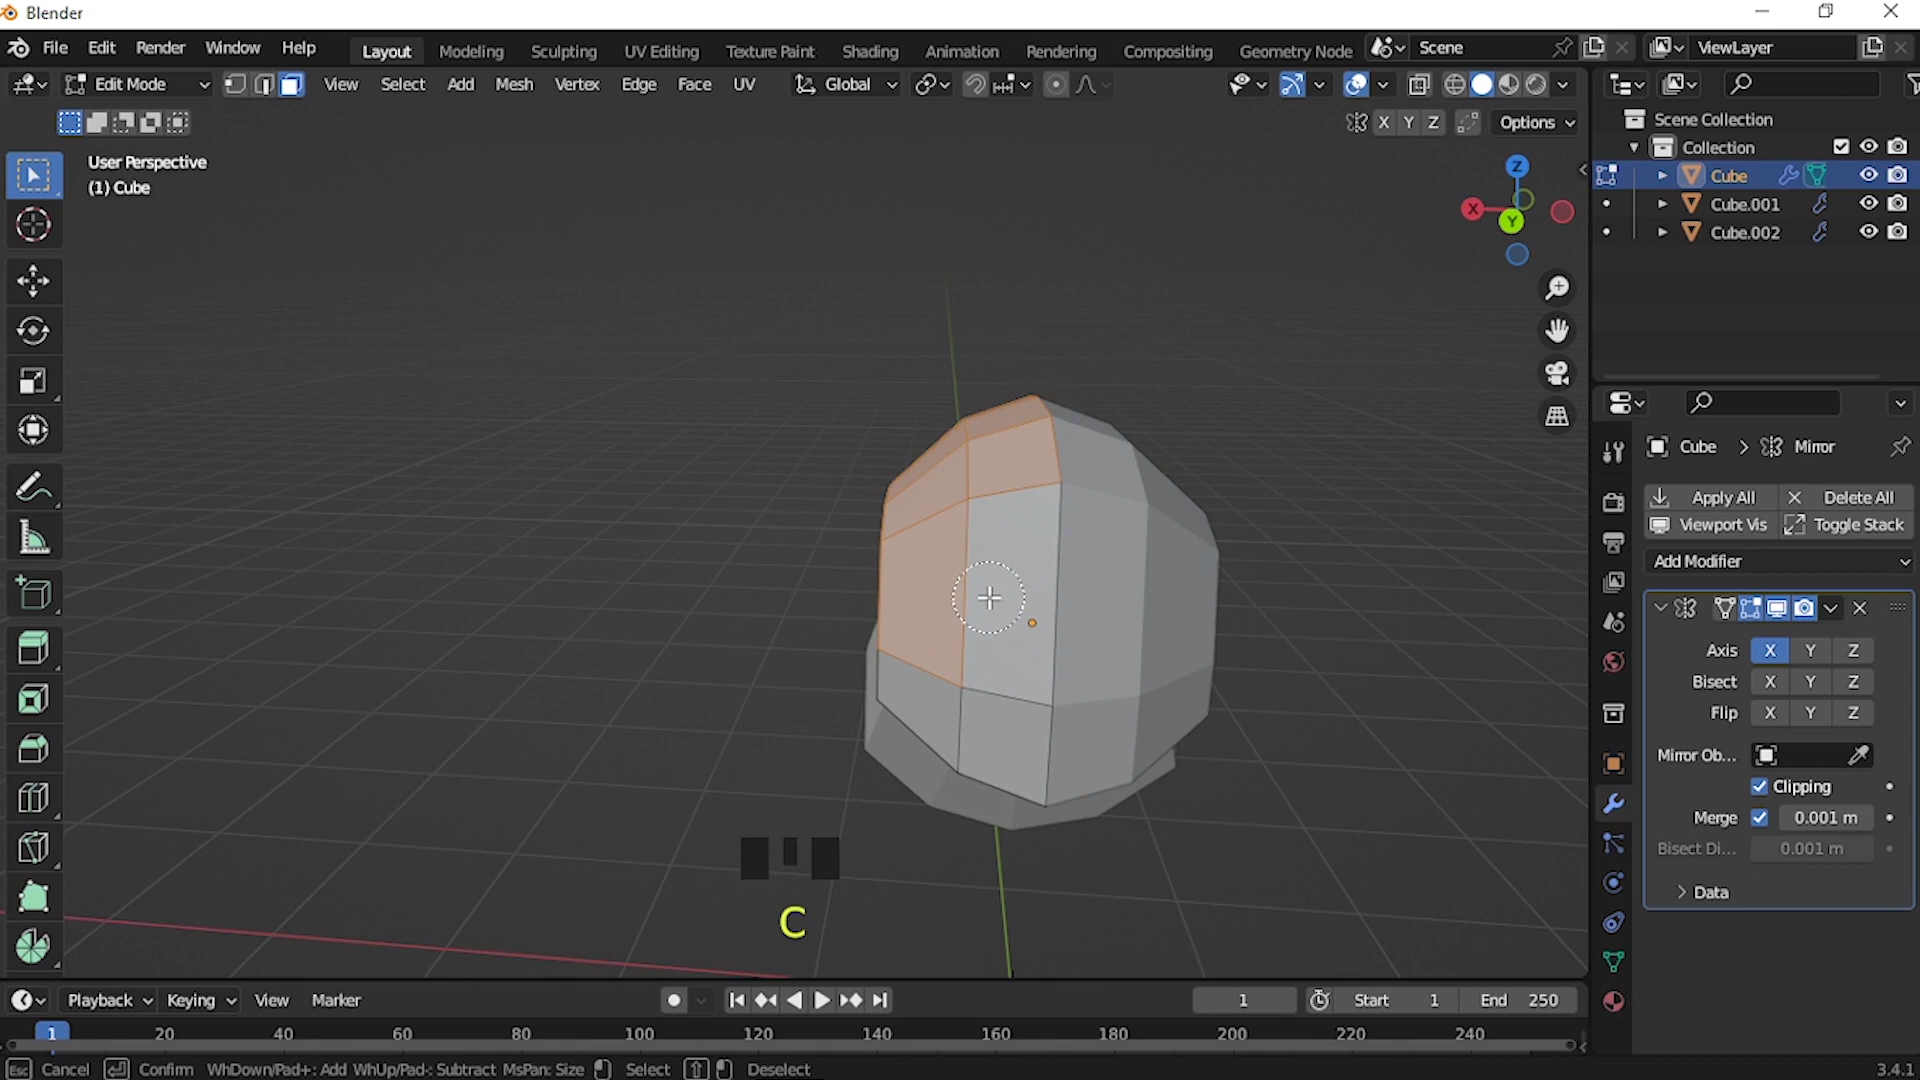 Blender
File Edit Render Window Help Layout Modeling Sculpting UV Editing Texture Paint Shading Animation Rendering Compositing Geometry Node Scene ViewLayer
Edit Mode View Select Add Mesh Vertex Edge Face UV Global
X Y Z Options
User Perspective
(1) Cube
Z
X
Y
Scene Collection
Collection
Cube
Cube.001
Cube.002
Cube > Mirror
Apply All Delete All
Viewport Vis Toggle Stack
Add Modifier
Axis X Y Z
Bisect X Y Z
Flip X Y Z
Mirror Ob...
Clipping
Merge 0.001 m
Bisect Di... 0.001 m
Data
C
Playback Keying View Marker 1 Start 1 End 250
1 20 40 60 80 100 120 140 160 180 200 220 240
Esc Cancel Confirm WhDown/Pad+: Add WhUp/Pad-: Subtract MsPan: Size Select Deselect 3.4.1